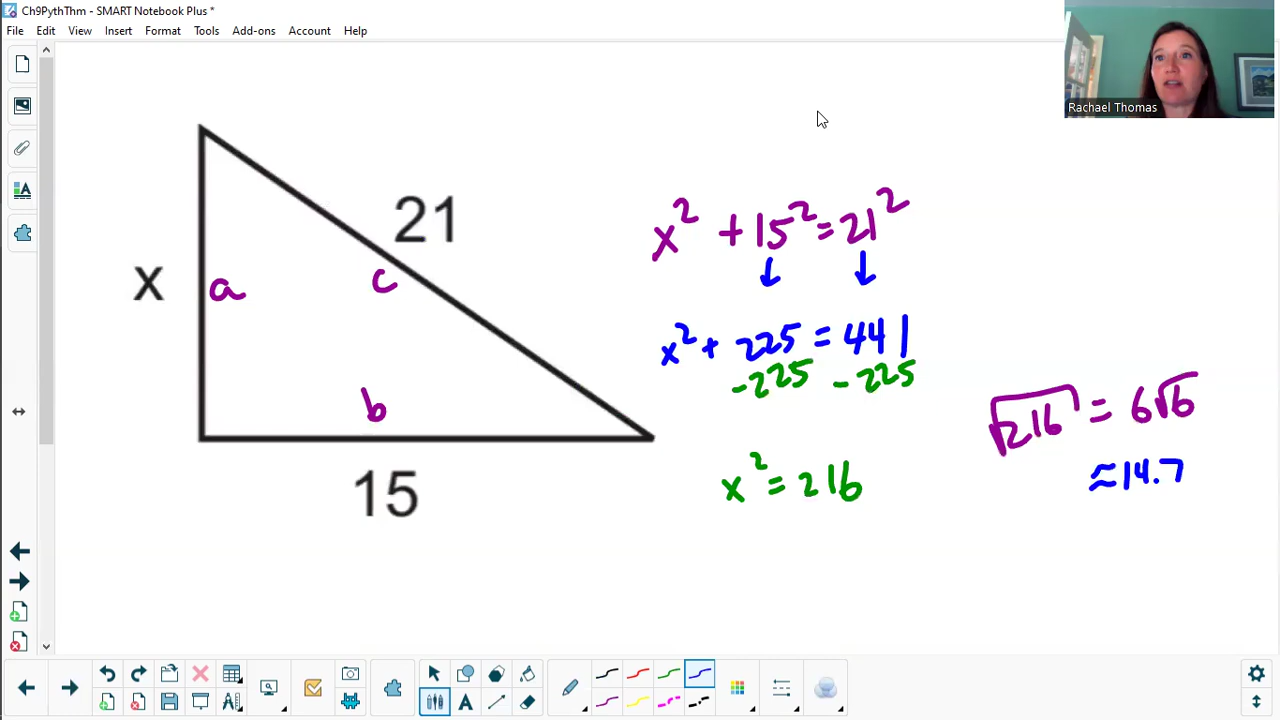 Ch9PythThm - SMART Notebook Plus *
File Edit View Insert Format Tools Add-ons Account Help
Rachael Thomas
21
x² + 15² = 21²
x a c
x² + 225 = 441
-225 -225
b
√216 = 6√6
≈ 14.7
15
x² = 216
A